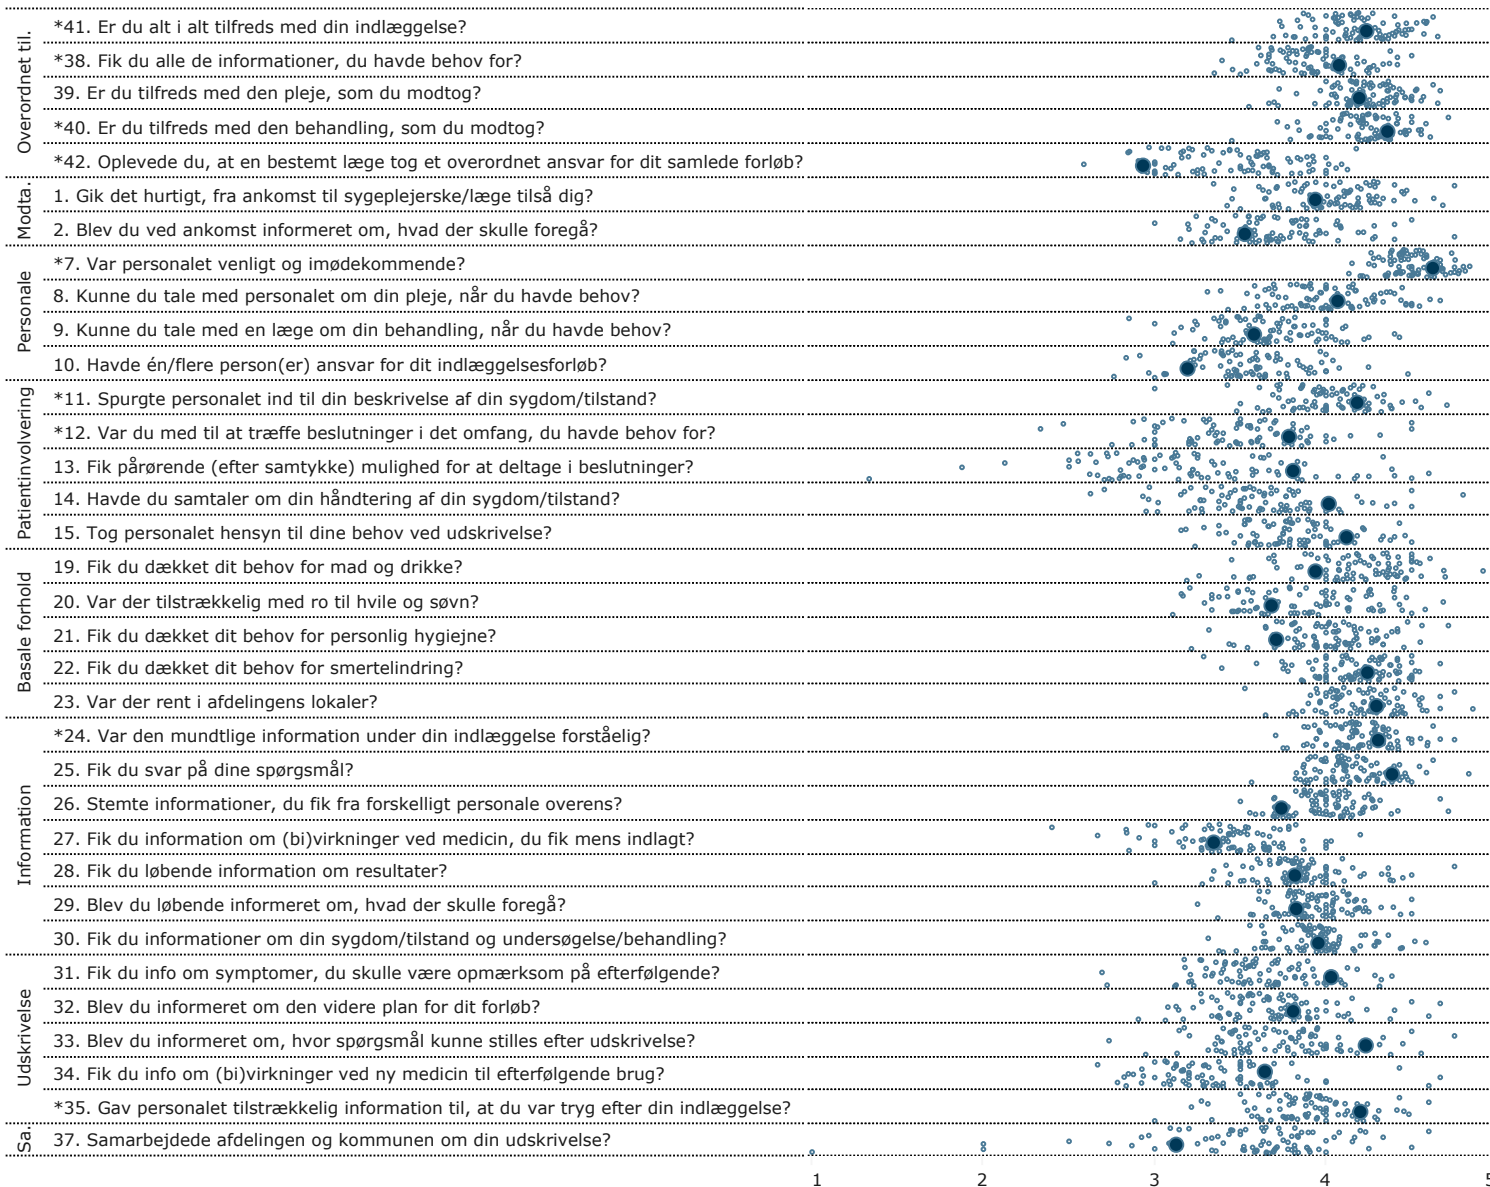 Overordnet til.
*41. Er du alt i alt tilfreds med din indlæggelse?
*38. Fik du alle de informationer, du havde behov for?
39. Er du tilfreds med den pleje, som du modtog?
*40. Er du tilfreds med den behandling, som du modtog?
*42. Oplevede du, at en bestemt læge tog et overordnet ansvar for dit samlede forløb?
Modta.
1. Gik det hurtigt, fra ankomst til sygeplejerske/læge tilså dig?
2. Blev du ved ankomst informeret om, hvad der skulle foregå?
Personale
*7. Var personalet venligt og imødekommende?
8. Kunne du tale med personalet om din pleje, når du havde behov?
9. Kunne du tale med en læge om din behandling, når du havde behov?
10. Havde én/flere person(er) ansvar for dit indlæggelsesforløb?
Patientinvolvering
*11. Spurgte personalet ind til din beskrivelse af din sygdom/tilstand?
*12. Var du med til at træffe beslutninger i det omfang, du havde behov for?
13. Fik pårørende (efter samtykke) mulighed for at deltage i beslutninger?
14. Havde du samtaler om din håndtering af din sygdom/tilstand?
15. Tog personalet hensyn til dine behov ved udskrivelse?
Basale forhold
19. Fik du dækket dit behov for mad og drikke?
20. Var der tilstrækkelig med ro til hvile og søvn?
21. Fik du dækket dit behov for personlig hygiejne?
22. Fik du dækket dit behov for smertelindring?
23. Var der rent i afdelingens lokaler?
Information
*24. Var den mundtlige information under din indlæggelse forståelig?
25. Fik du svar på dine spørgsmål?
26. Stemte informationer, du fik fra forskelligt personale overens?
27. Fik du information om (bi)virkninger ved medicin, du fik mens indlagt?
28. Fik du løbende information om resultater?
29. Blev du løbende informeret om, hvad der skulle foregå?
30. Fik du informationer om din sygdom/tilstand og undersøgelse/behandling?
Udskrivelse
31. Fik du info om symptomer, du skulle være opmærksom på efterfølgende?
32. Blev du informeret om den videre plan for dit forløb?
33. Blev du informeret om, hvor spørgsmål kunne stilles efter udskrivelse?
34. Fik du info om (bi)virkninger ved ny medicin til efterfølgende brug?
*35. Gav personalet tilstrækkelig information til, at du var tryg efter din indlæggelse?
Sa.
37. Samarbejdede afdelingen og kommunen om din udskrivelse?
1 2 3 4 5